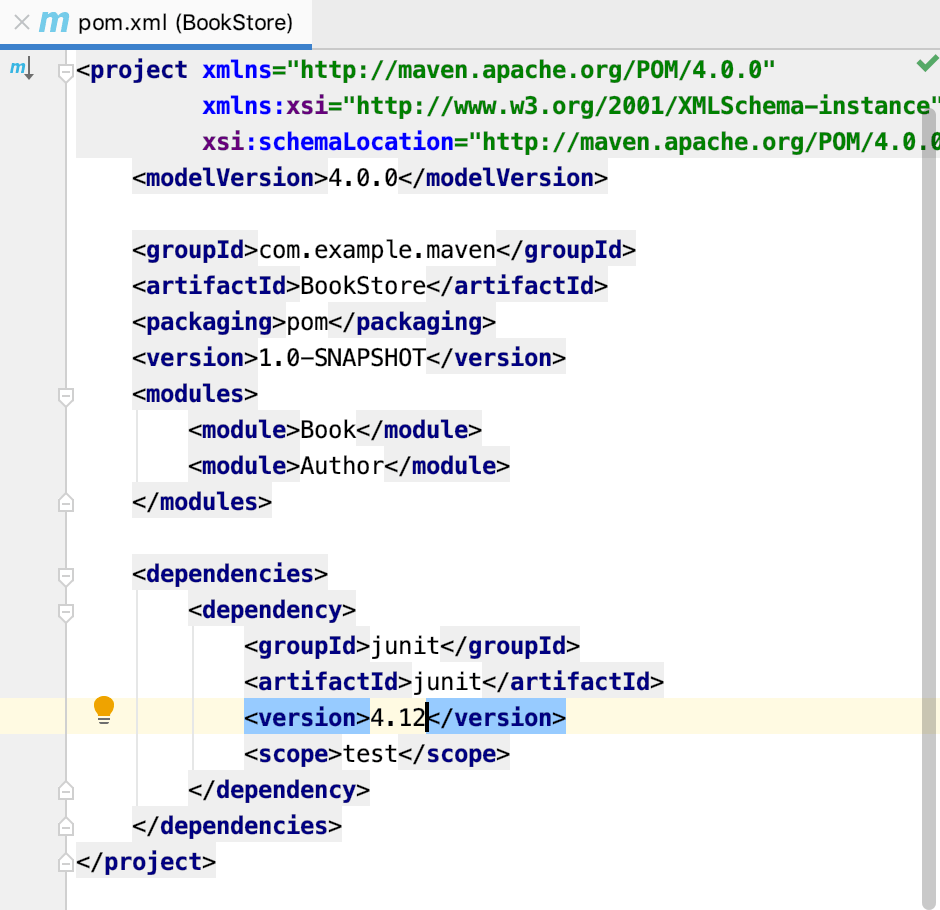 m pom.xml (BookStore)
<project xmlns="http://maven.apache.org/POM/4.0.0"
         xmlns:xsi="http://www.w3.org/2001/XMLSchema-instance"
         xsi:schemaLocation="http://maven.apache.org/POM/4.0.0
    <modelVersion>4.0.0</modelVersion>

    <groupId>com.example.maven</groupId>
    <artifactId>BookStore</artifactId>
    <packaging>pom</packaging>
    <version>1.0-SNAPSHOT</version>
    <modules>
        <module>Book</module>
        <module>Author</module>
    </modules>

    <dependencies>
        <dependency>
            <groupId>junit</groupId>
            <artifactId>junit</artifactId>
            <version>4.12</version>
            <scope>test</scope>
        </dependency>
    </dependencies>
</project>